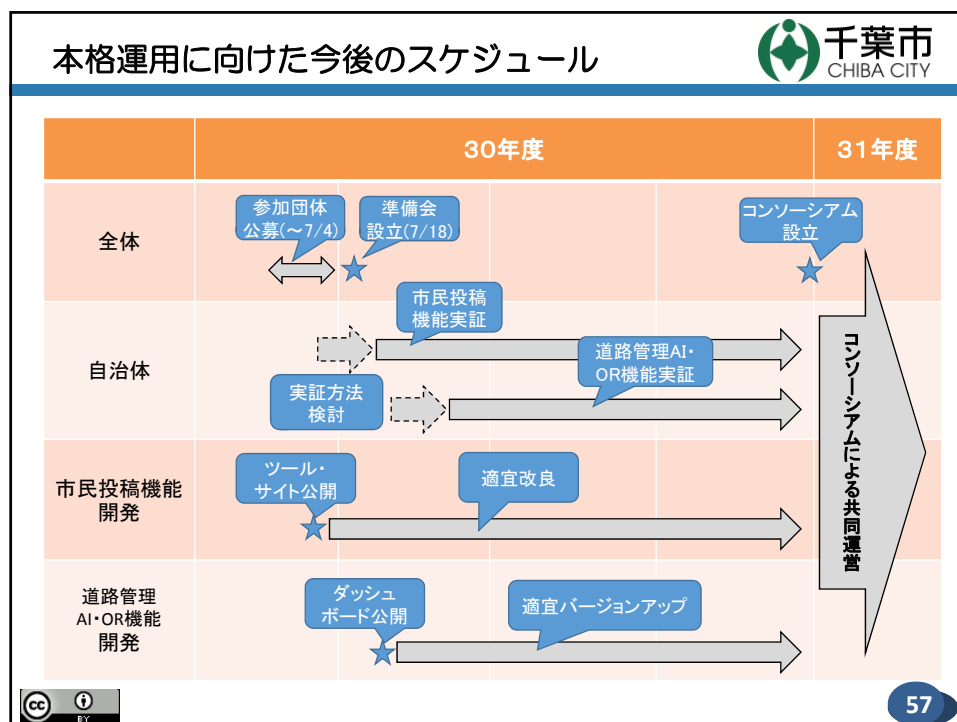 本格運用に向けた今後のスケジュール
千葉市
CHIBA CITY
30年度
31年度
全体
参加団体
公募(～7/4)
準備会
設立(7/18)
コンソーシアム
設立
自治体
市民投稿
機能実証
道路管理AI・
OR機能実証
実証方法
検討
市民投稿機能
開発
ツール・
サイト公開
適宜改良
道路管理
AI・OR機能
開発
ダッシュ
ボード公開
適宜バージョンアップ
コンソーシアムによる共同運営
cc
BY
57